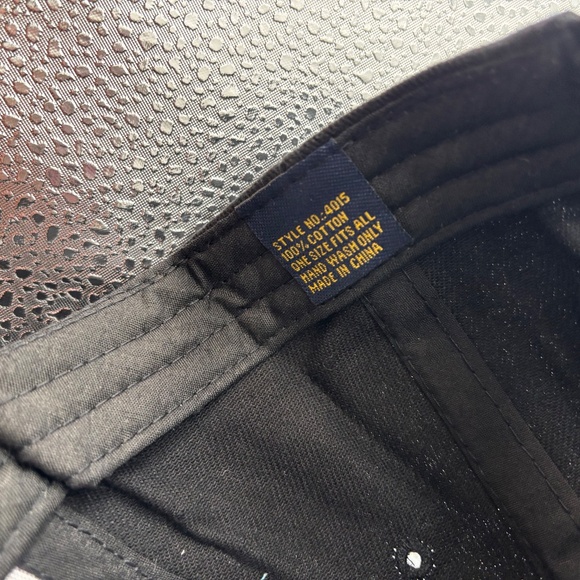 STYLE NO.:4015
100% COTTON
ONE SIZE FITS ALL
HAND WASH ONLY
MADE IN CHINA